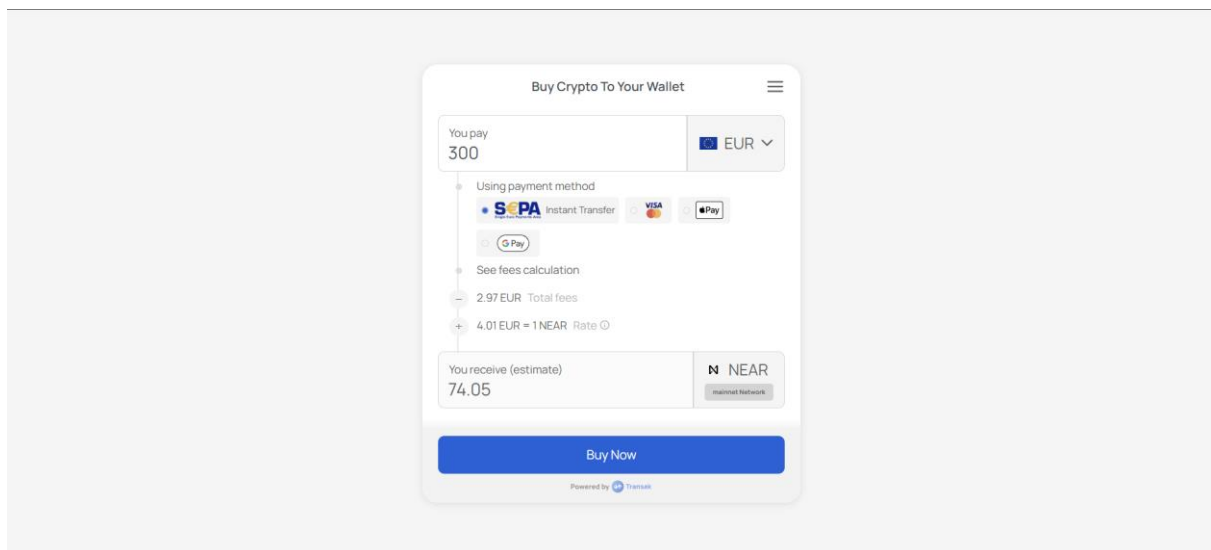 Buy Crypto To Your Wallet
You pay
300
EUR
Using payment method
S€PA Instant Transfer
VISA
Pay
G Pay
See fees calculation
2.97 EUR Total fees
4.01 EUR = 1 NEAR Rate
You receive (estimate)
74.05
NEAR
mainnet Network
Buy Now
Powered by Transak